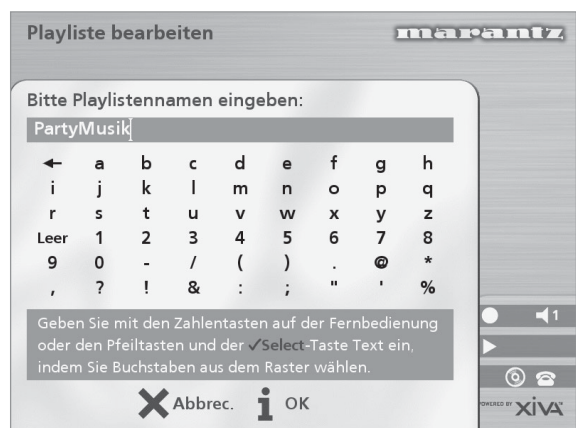 Playliste bearbeiten
marantz
Bitte Playlistennamen eingeben:
PartyMusik
← a b c d e f g h
i j k l m n o p q
r s t u v w x y z
Leer 1 2 3 4 5 6 7 8
9 0 - / ( ) . @ *
, ? ! & : ; " ' %
Geben Sie mit den Zahlentasten auf der Fernbedienung
oder den Pfeiltasten und der ✓Select-Taste Text ein,
indem Sie Buchstaben aus dem Raster wählen.
1
Abbrec. i OK
POWERED BY XiVA™